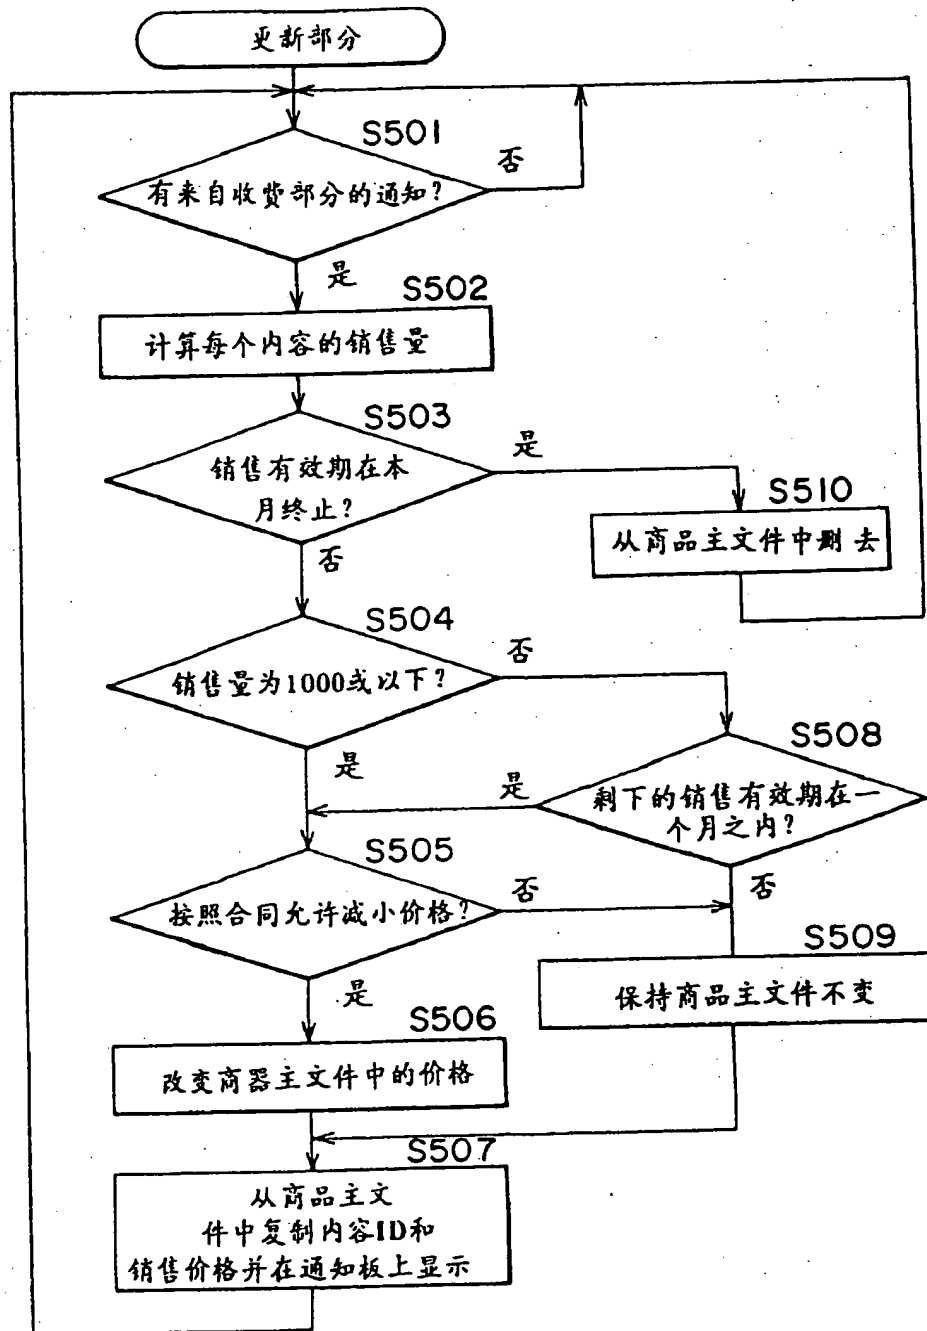 更新部分
S501
否
有来自收费部分的通知?
是
S502
计算每个内容的销售量
S503
是
销售有效期在本
月终止?
S510
从商品主文件中删去
否
S504
否
销售量为1000或以下?
S508
是
是
剩下的销售有效期在一
个月之内?
S505
否
否
按照合同允许减小价格?
S509
是
保持商品主文件不变
S506
改变商器主文件中的价格
S507
从商品主文
件中复制内容ID和
销售价格并在通知板上显示